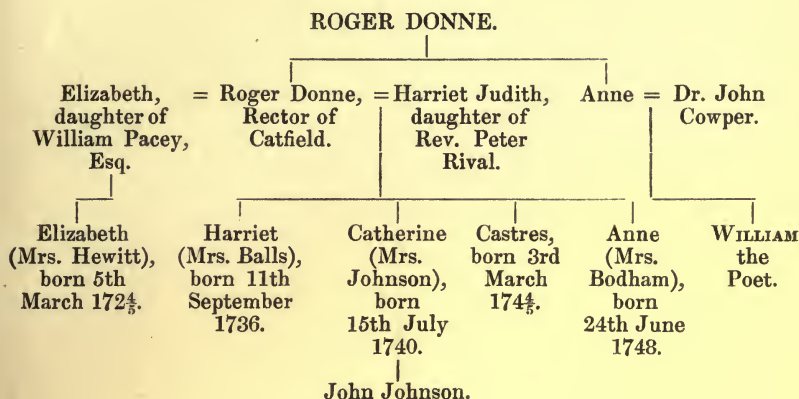 ROGER DONNE.
Elizabeth,
daughter of
William Pacey,
Esq.
= Roger Donne,
Rector of
Catfield.
= Harriet Judith,
daughter of
Rev. Peter
Rival.
Anne = Dr. John
Cowper.
Elizabeth
(Mrs. Hewitt),
born 5th
March 172⅘.
Harriet
(Mrs. Balls),
born 11th
September
1736.
Catherine
(Mrs.
Johnson),
born
15th July
1740.
Castres,
born 3rd
March
174⅘.
Anne
(Mrs.
Bodham),
born
24th June
1748.
WILLIAM
the
Poet.
John Johnson.